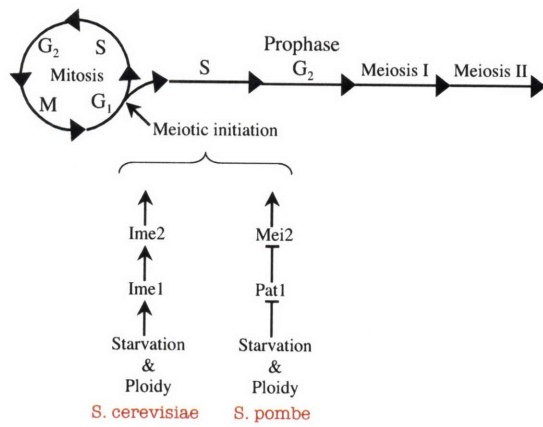 G₂
S
Mitosis
M
G₁
S
Prophase
G₂
Meiosis I
Meiosis II
Meiotic initiation
Ime2
Ime1
Starvation
&
Ploidy
S. cerevisiae
Mei2
Pat1
Starvation
&
Ploidy
S. pombe